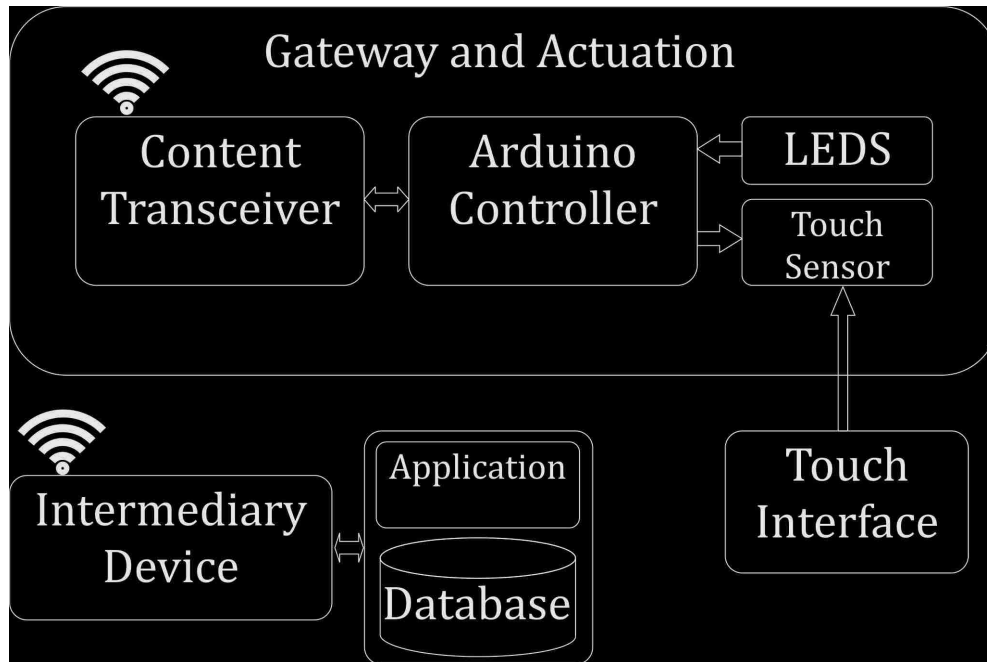 Gateway and Actuation
Content
Transceiver
Arduino
Controller
LEDS
Touch
Sensor
Intermediary
Device
Application
Database
Touch
Interface